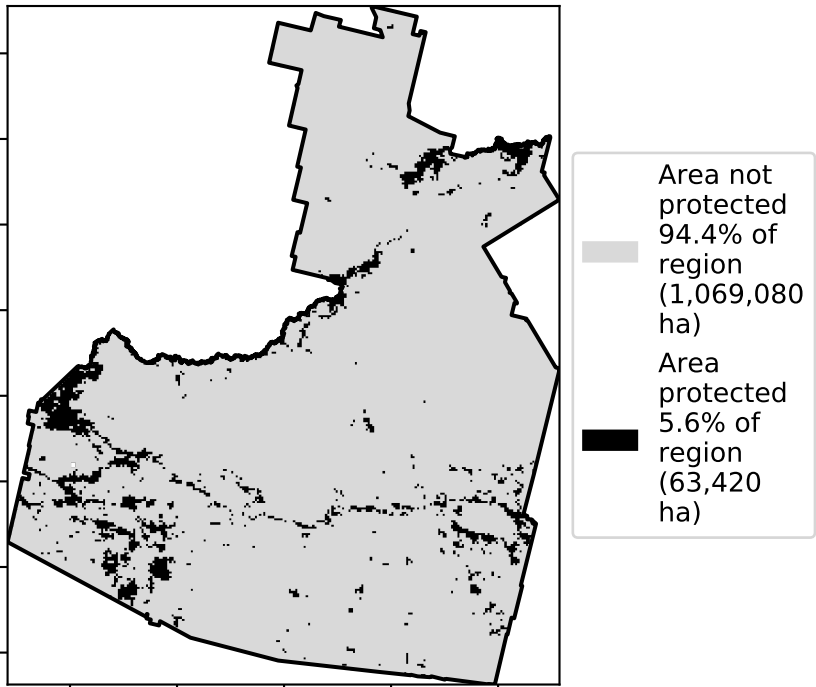 Area not
protected
94.4% of
region
(1,069,080
ha)
Area
protected
5.6% of
region
(63,420
ha)